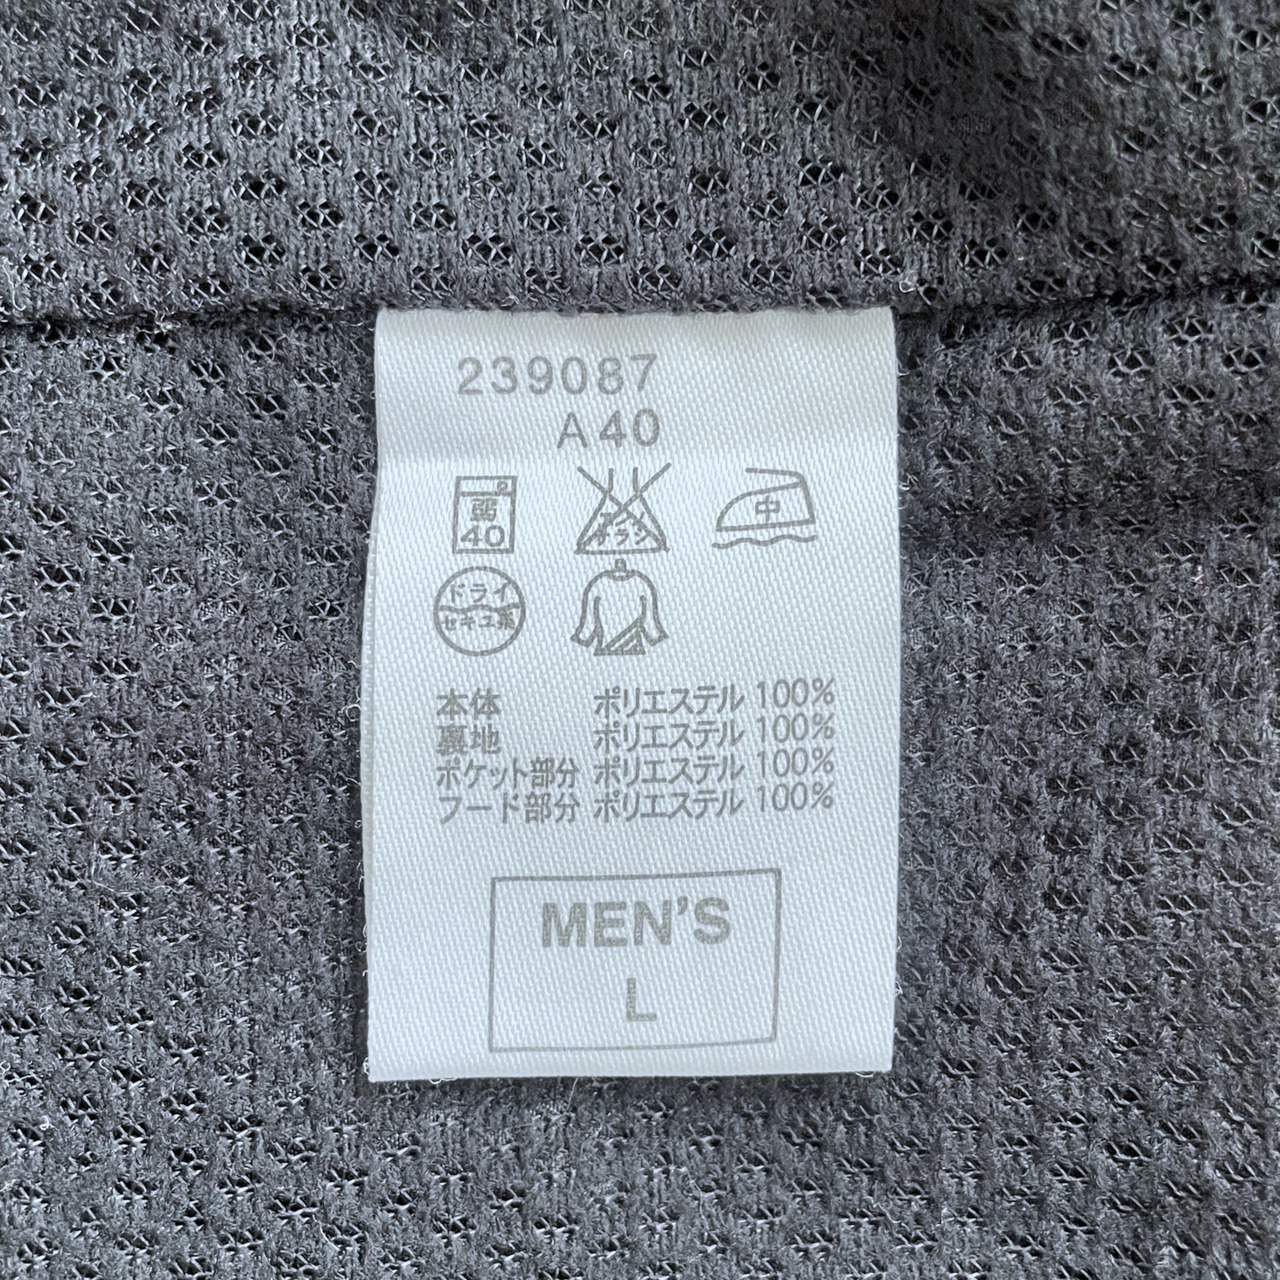 239087
A40
弱 40
エンソ サラシ 中
ドライ
セキユ系
本体 ポリエステル 100%
裏地 ポリエステル 100%
ポケット部分 ポリエステル 100%
フード部分 ポリエステル 100%
MEN'S
L